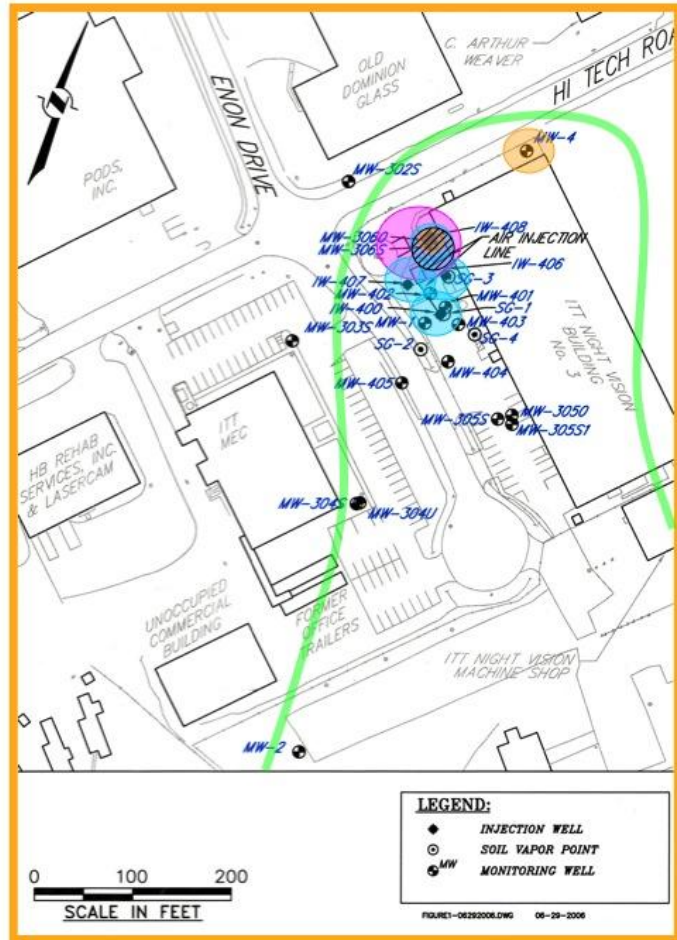 C. ARTHUR
WEAVER
HI TECH ROA
OLD
DOMINION
GLASS
ENON DRIVE
PODS,
INC.
MW-4
MW-302S
IW-408
MW-3060
MW-306S
AIR INJECTION
LINE
IW-406
SG-3
IW-407
MW-402
MW-401
IW-400
SG-1
MW-1
MW-403
MW-303S
SG-2
SG-4
MW-404
MW-405
ITT NIGHT VISION
BUILDING
No. 3
MW-305S
MW-3050
MW-305S1
ITT
MEC
HB REHAB
SERVICES, INC.
& LASERCAM
MW-304S
MW-304U
UNOCCUPIED
COMMERCIAL
BUILDING
FORMER
OFFICE
TRAILERS
ITT NIGHT VISION
MACHINE SHOP
MW-2
LEGEND:
INJECTION WELL
SOIL VAPOR POINT
MW MONITORING WELL
0 100 200
SCALE IN FEET
FIGURE1-06292006.DWG 06-29-2006